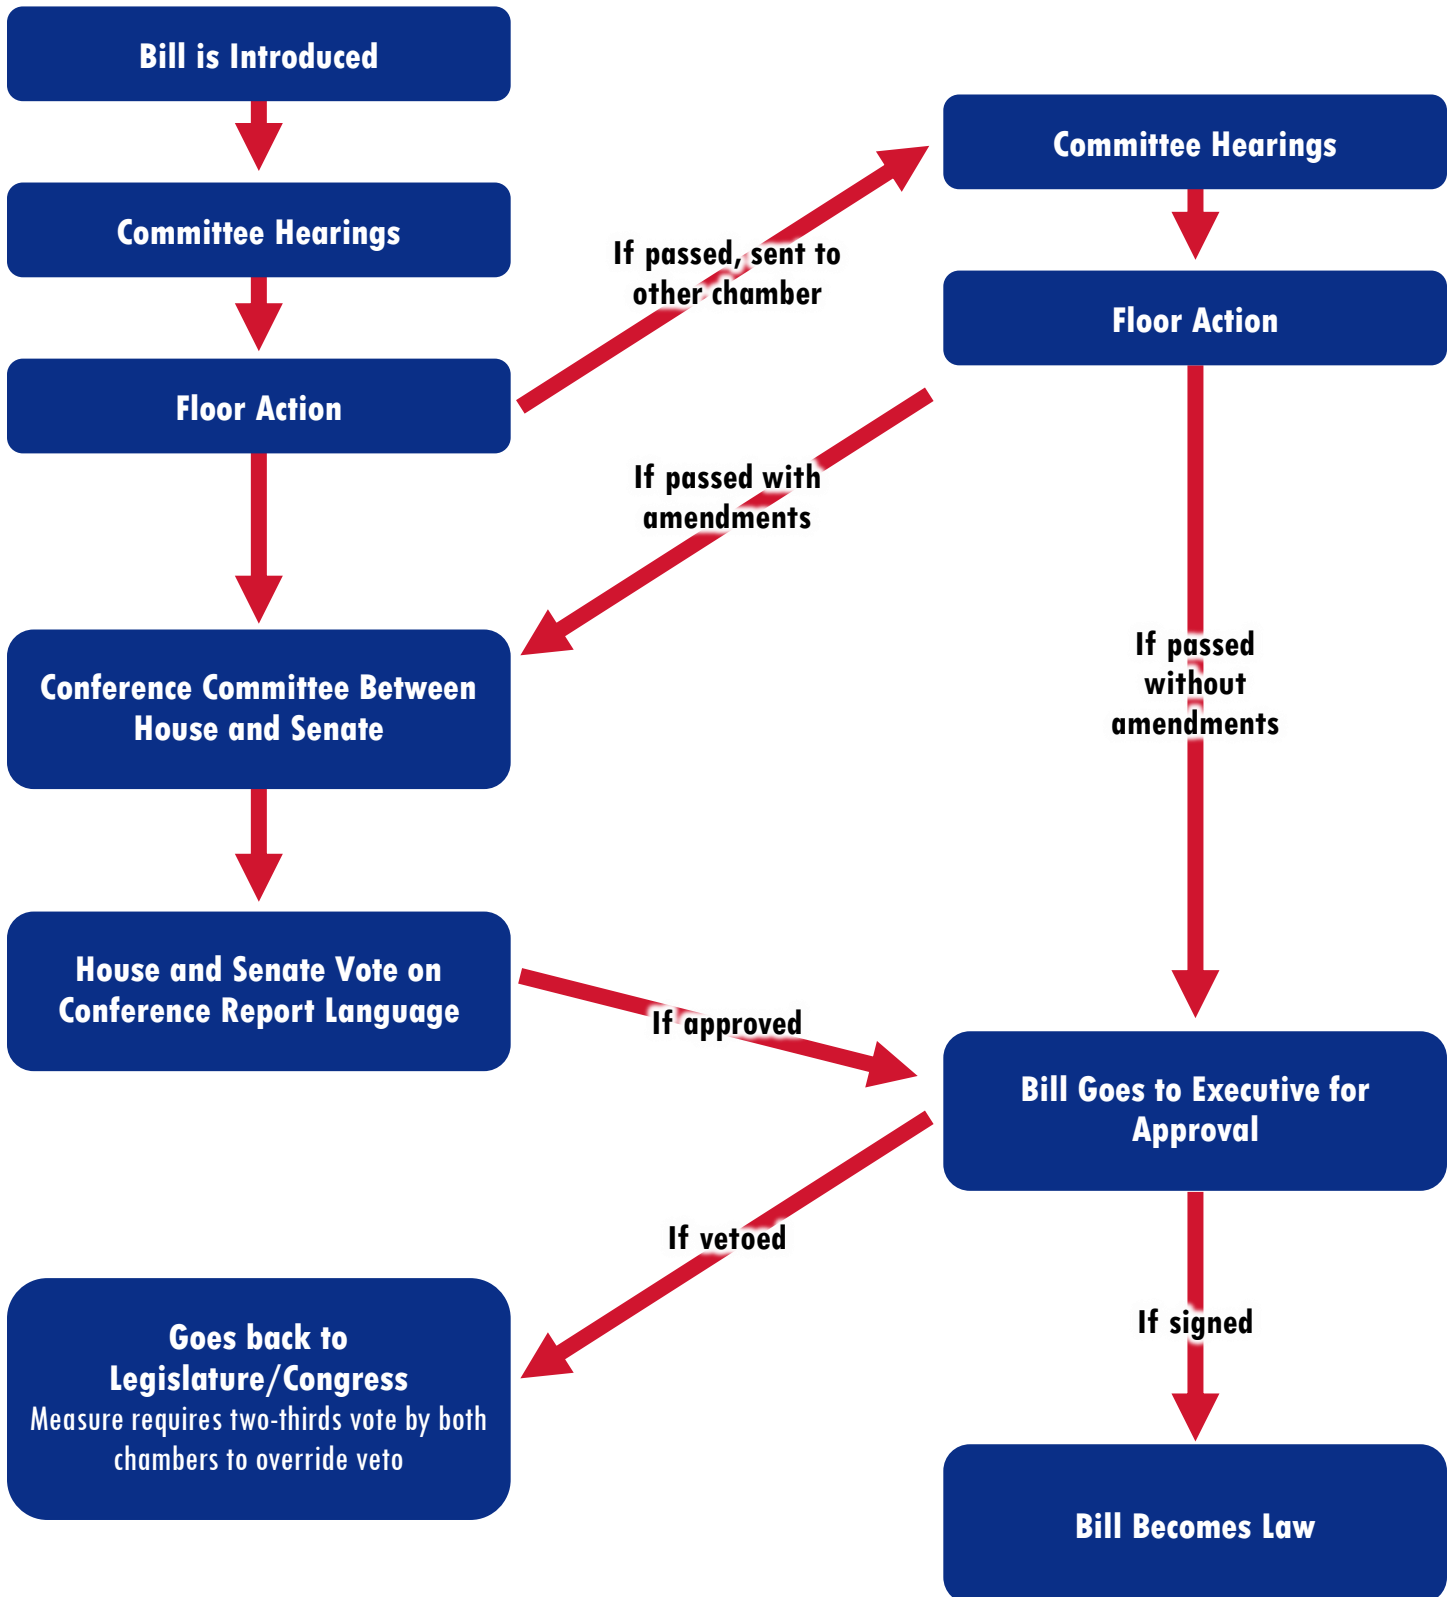 Bill is Introduced
Committee Hearings
Floor Action
If passed, sent to
other chamber
Committee Hearings
Floor Action
If passed with
amendments
If passed
without
amendments
Conference Committee Between
House and Senate
House and Senate Vote on
Conference Report Language
If approved
Bill Goes to Executive for
Approval
If vetoed
Goes back to
Legislature/Congress
Measure requires two-thirds vote by both
chambers to override veto
If signed
Bill Becomes Law